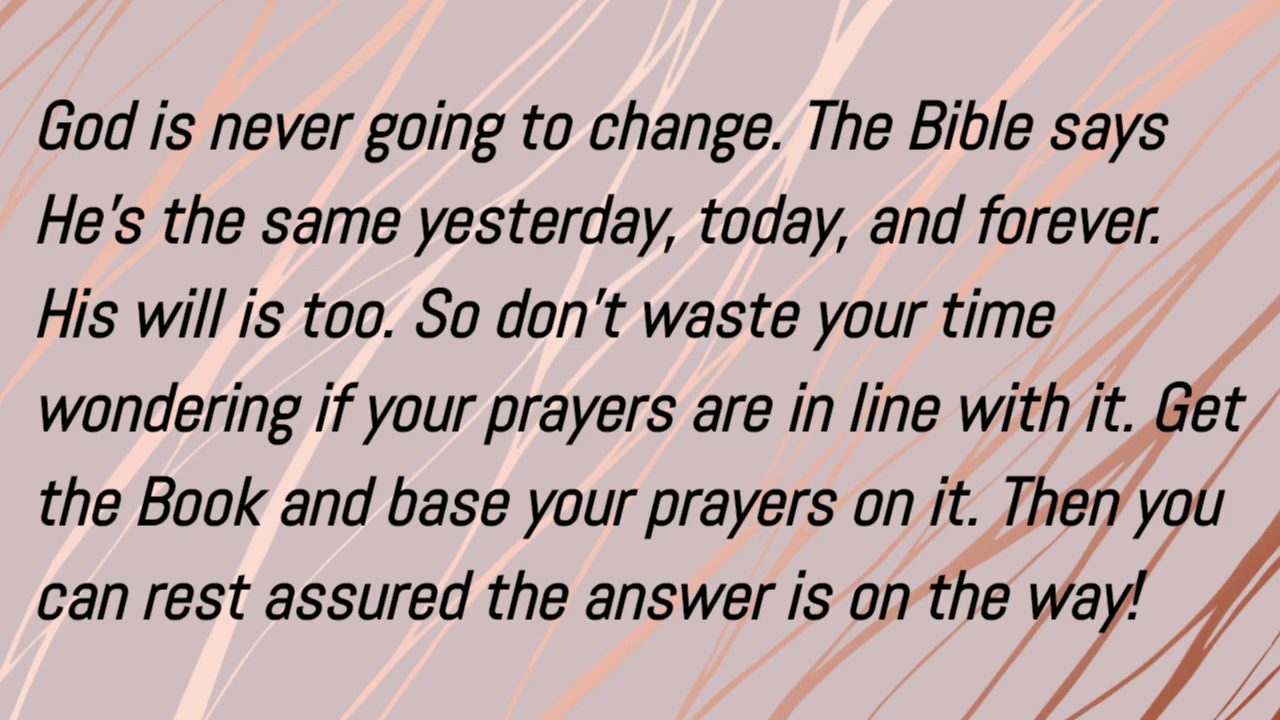 God is never going to change. The Bible says
He's the same yesterday, today, and forever.
His will is too. So don't waste your time
wondering if your prayers are in line with it. Get
the Book and base your prayers on it. Then you
can rest assured the answer is on the way!